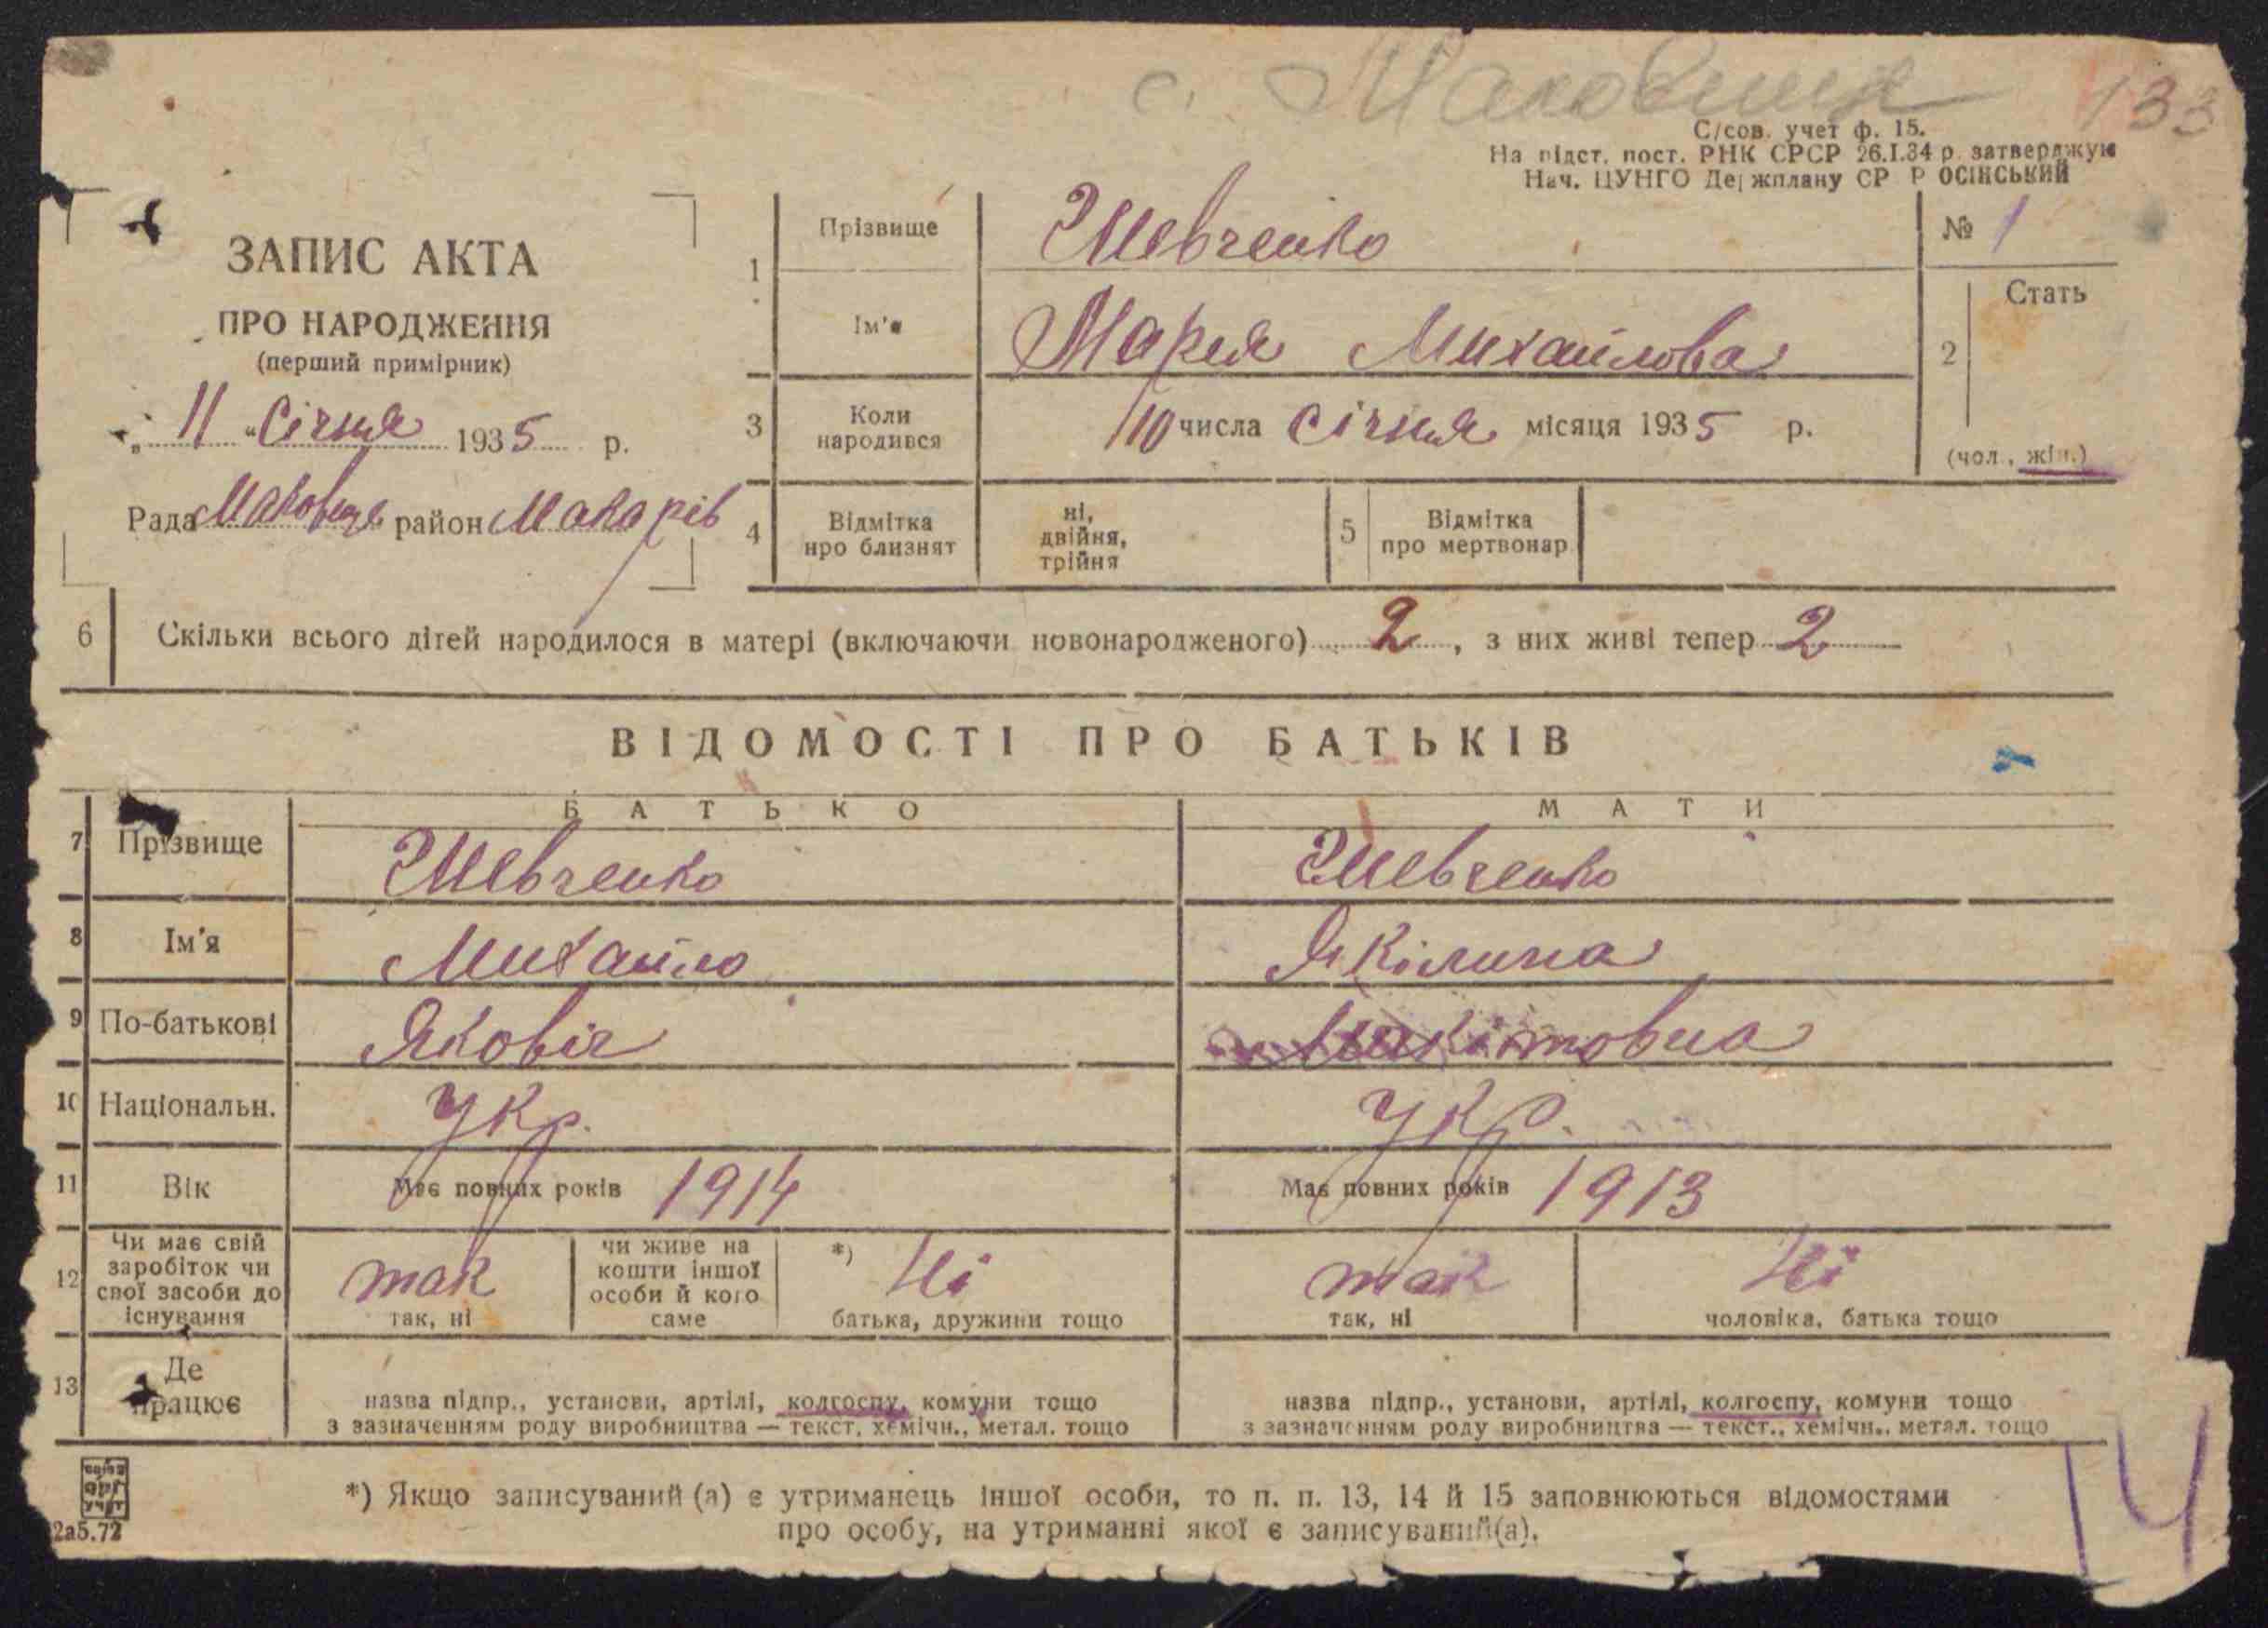 с. Маковище
133
С/сов. учет ф. 15.
На підст. пост. РНК СРСР 26.I.34 р. затверджую
Нач. ЦУНГО Держплану СР Р ОСІНСЬКИЙ
ЗАПИС АКТА
ПРО НАРОДЖЕННЯ
(перший примірник)
„ 11 “ Січня 1935 р.
Рада Маковище район Макарів
1 Прізвище Шевченко
№ 1
Ім'я Мария Михайлова
2 Стать
(чол., жін.)
3 Коли народився 10 числа Січня місяця 1935 р.
4 Відмітка про близнят ні, двійня, трійня
5 Відмітка про мертвонар
6 Скільки всього дітей народилося в матері (включаючи новонародженого) 2, з них живі тепер 2
ВІДОМОСТІ ПРО БАТЬКІВ
БАТЬКО МАТИ
7 Прізвище Шевченко Шевченко
8 Ім'я Михайло Якілина
9 По-батькові Яковіч Микітовна
10 Національн. Укр. Укр.
11 Вік Має повних років 1914 Має повних років 1913
12 Чи має свій заробіток чи свої засоби до існування
так
так, ні
чи живе на кошти іншої особи й кого саме
*) Ні
батька, дружини тощо
так
так, ні
Ні
чоловіка, батька тощо
13 Де працює
назва підпр., установи, артілі, колгоспу, комуни тощо
з зазначенням роду виробництва — текст, хемічн., метал. тощо
назва підпр., установи, артілі, колгоспу, комуни тощо
з зазначенням роду виробництва — текст., хемічн., метал. тощо
*) Якщо записуваний (а) є утриманець іншої особи, то п. п. 13, 14 й 15 заповнюються відомостями
про особу, на утриманні якої є записуваний(а).
союз
орг
учет
2а5.72
14